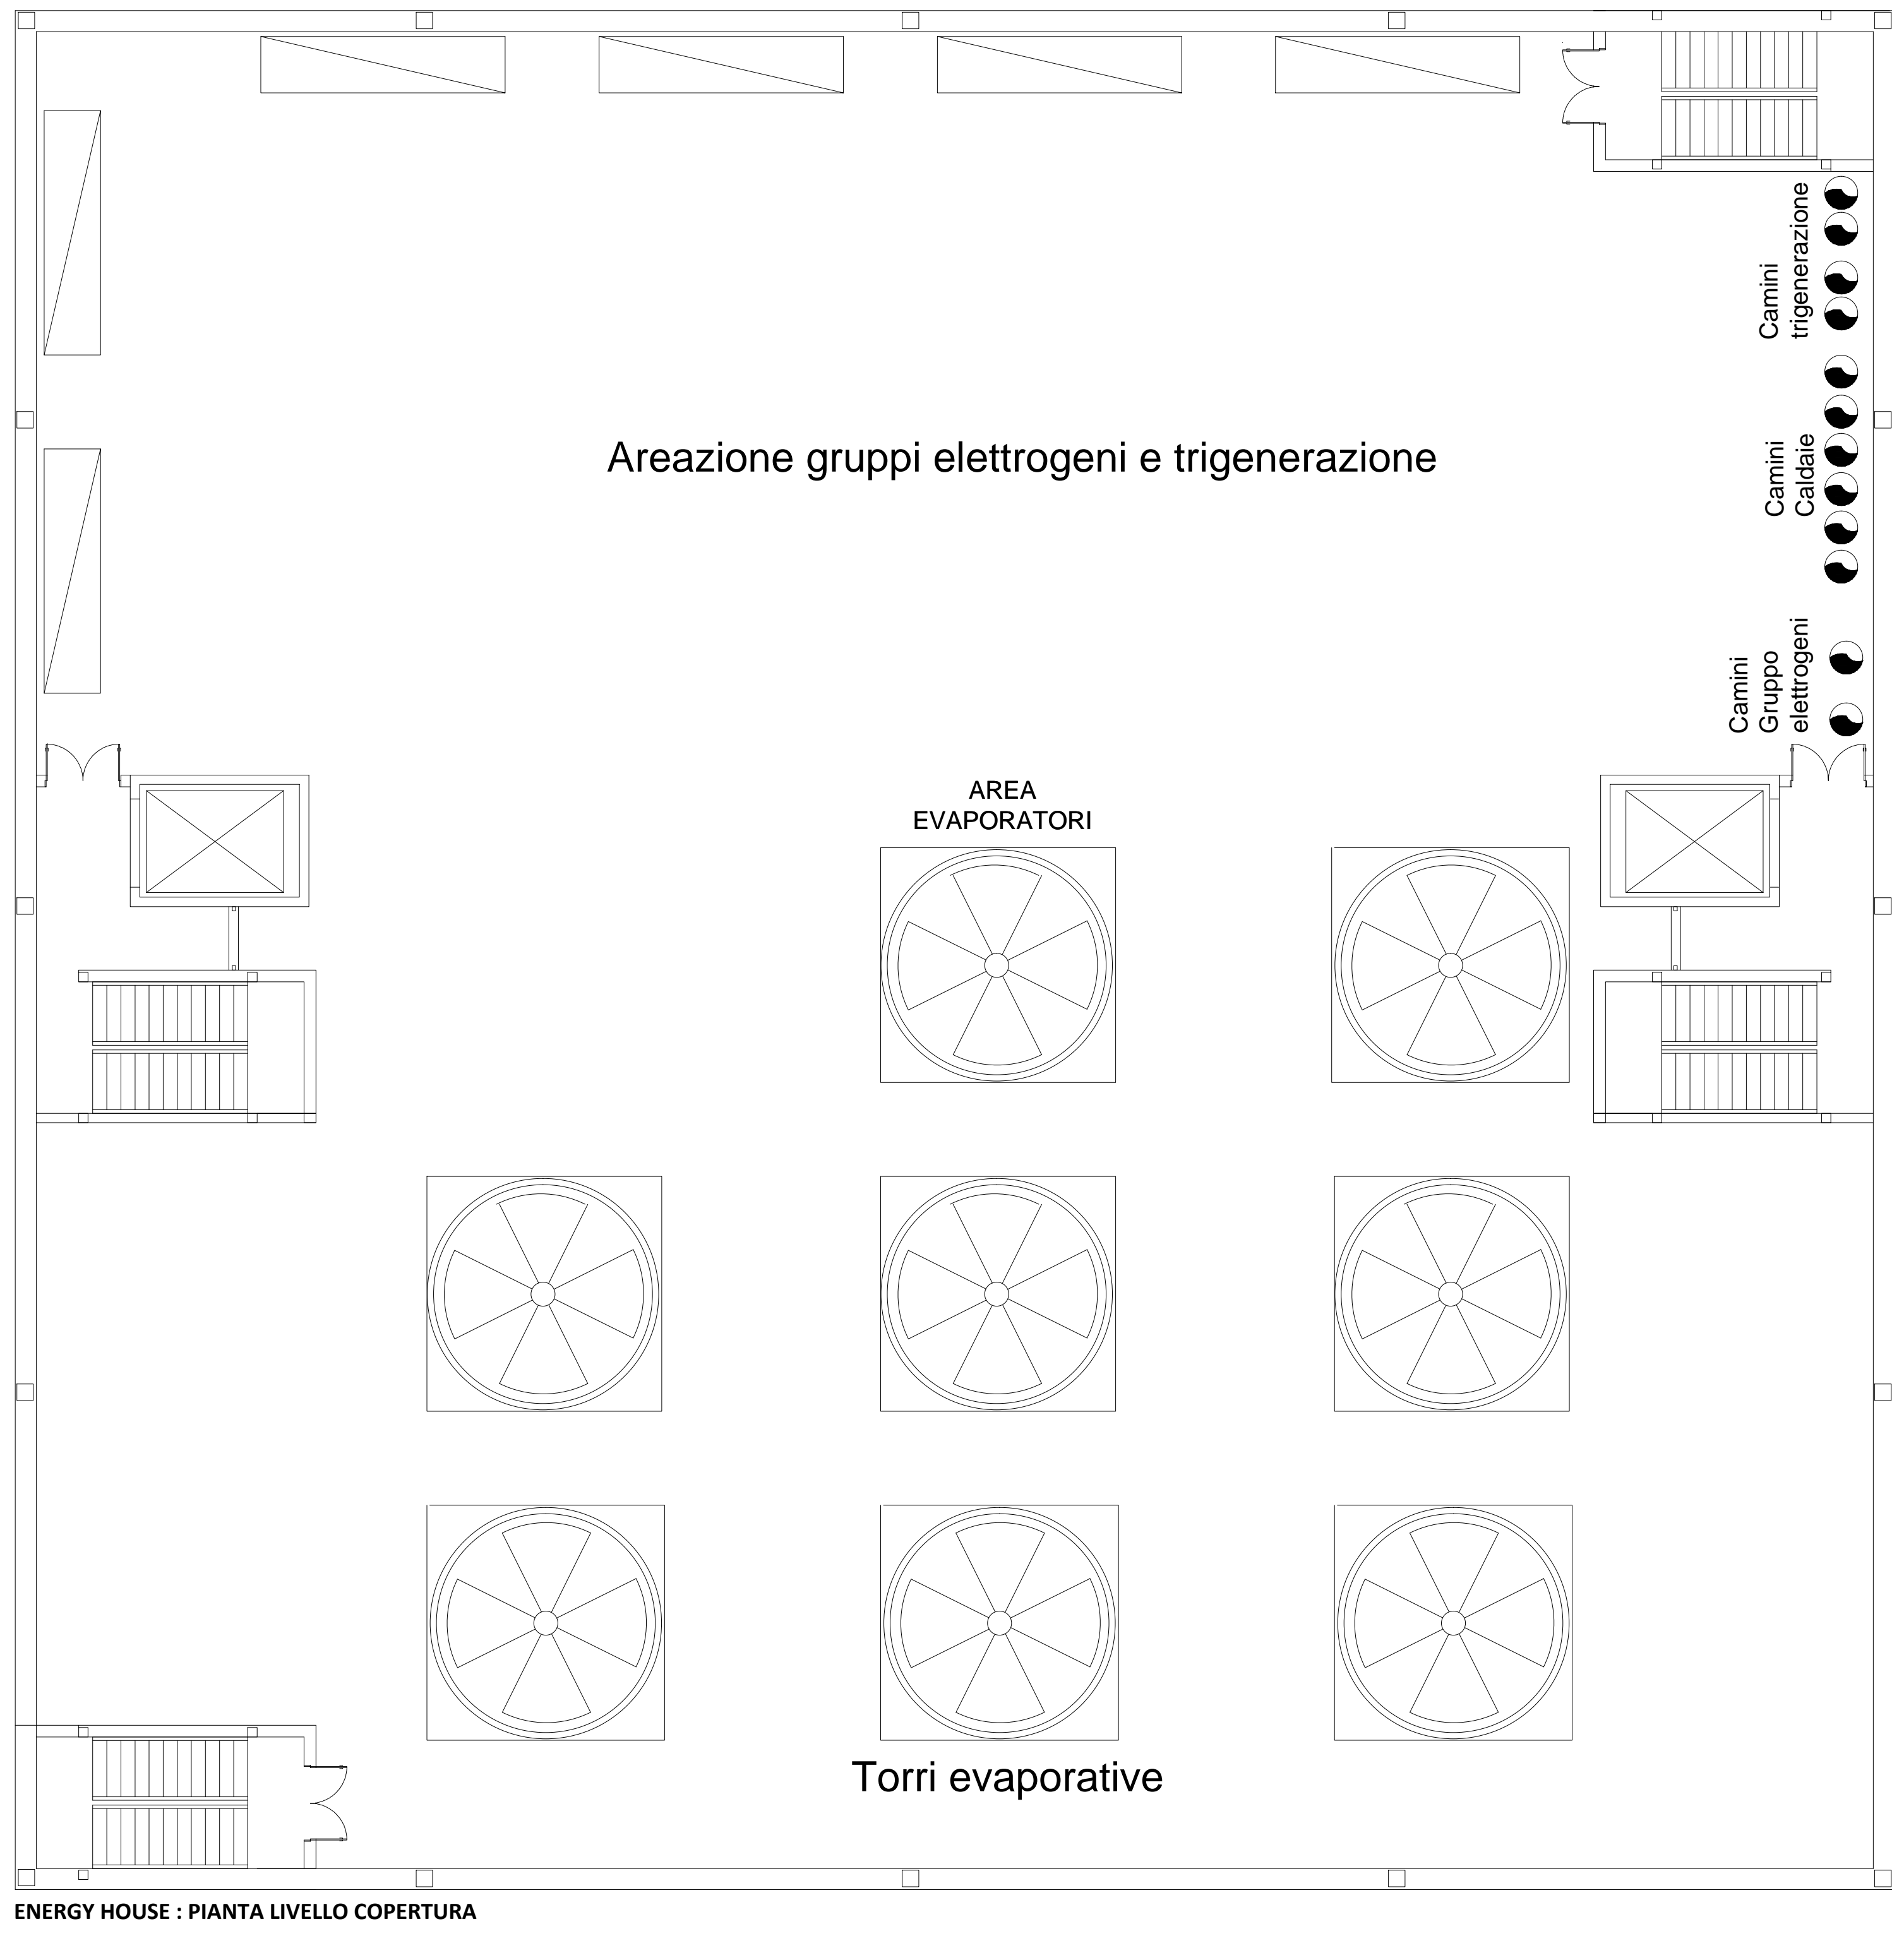 Camini
trigenerazione
Areazione gruppi elettrogeni e trigenerazione
Camini
Caldaie
Camini
Gruppo
elettrogeni
AREA
EVAPORATORI
Torri evaporative
ENERGY HOUSE : PIANTA LIVELLO COPERTURA